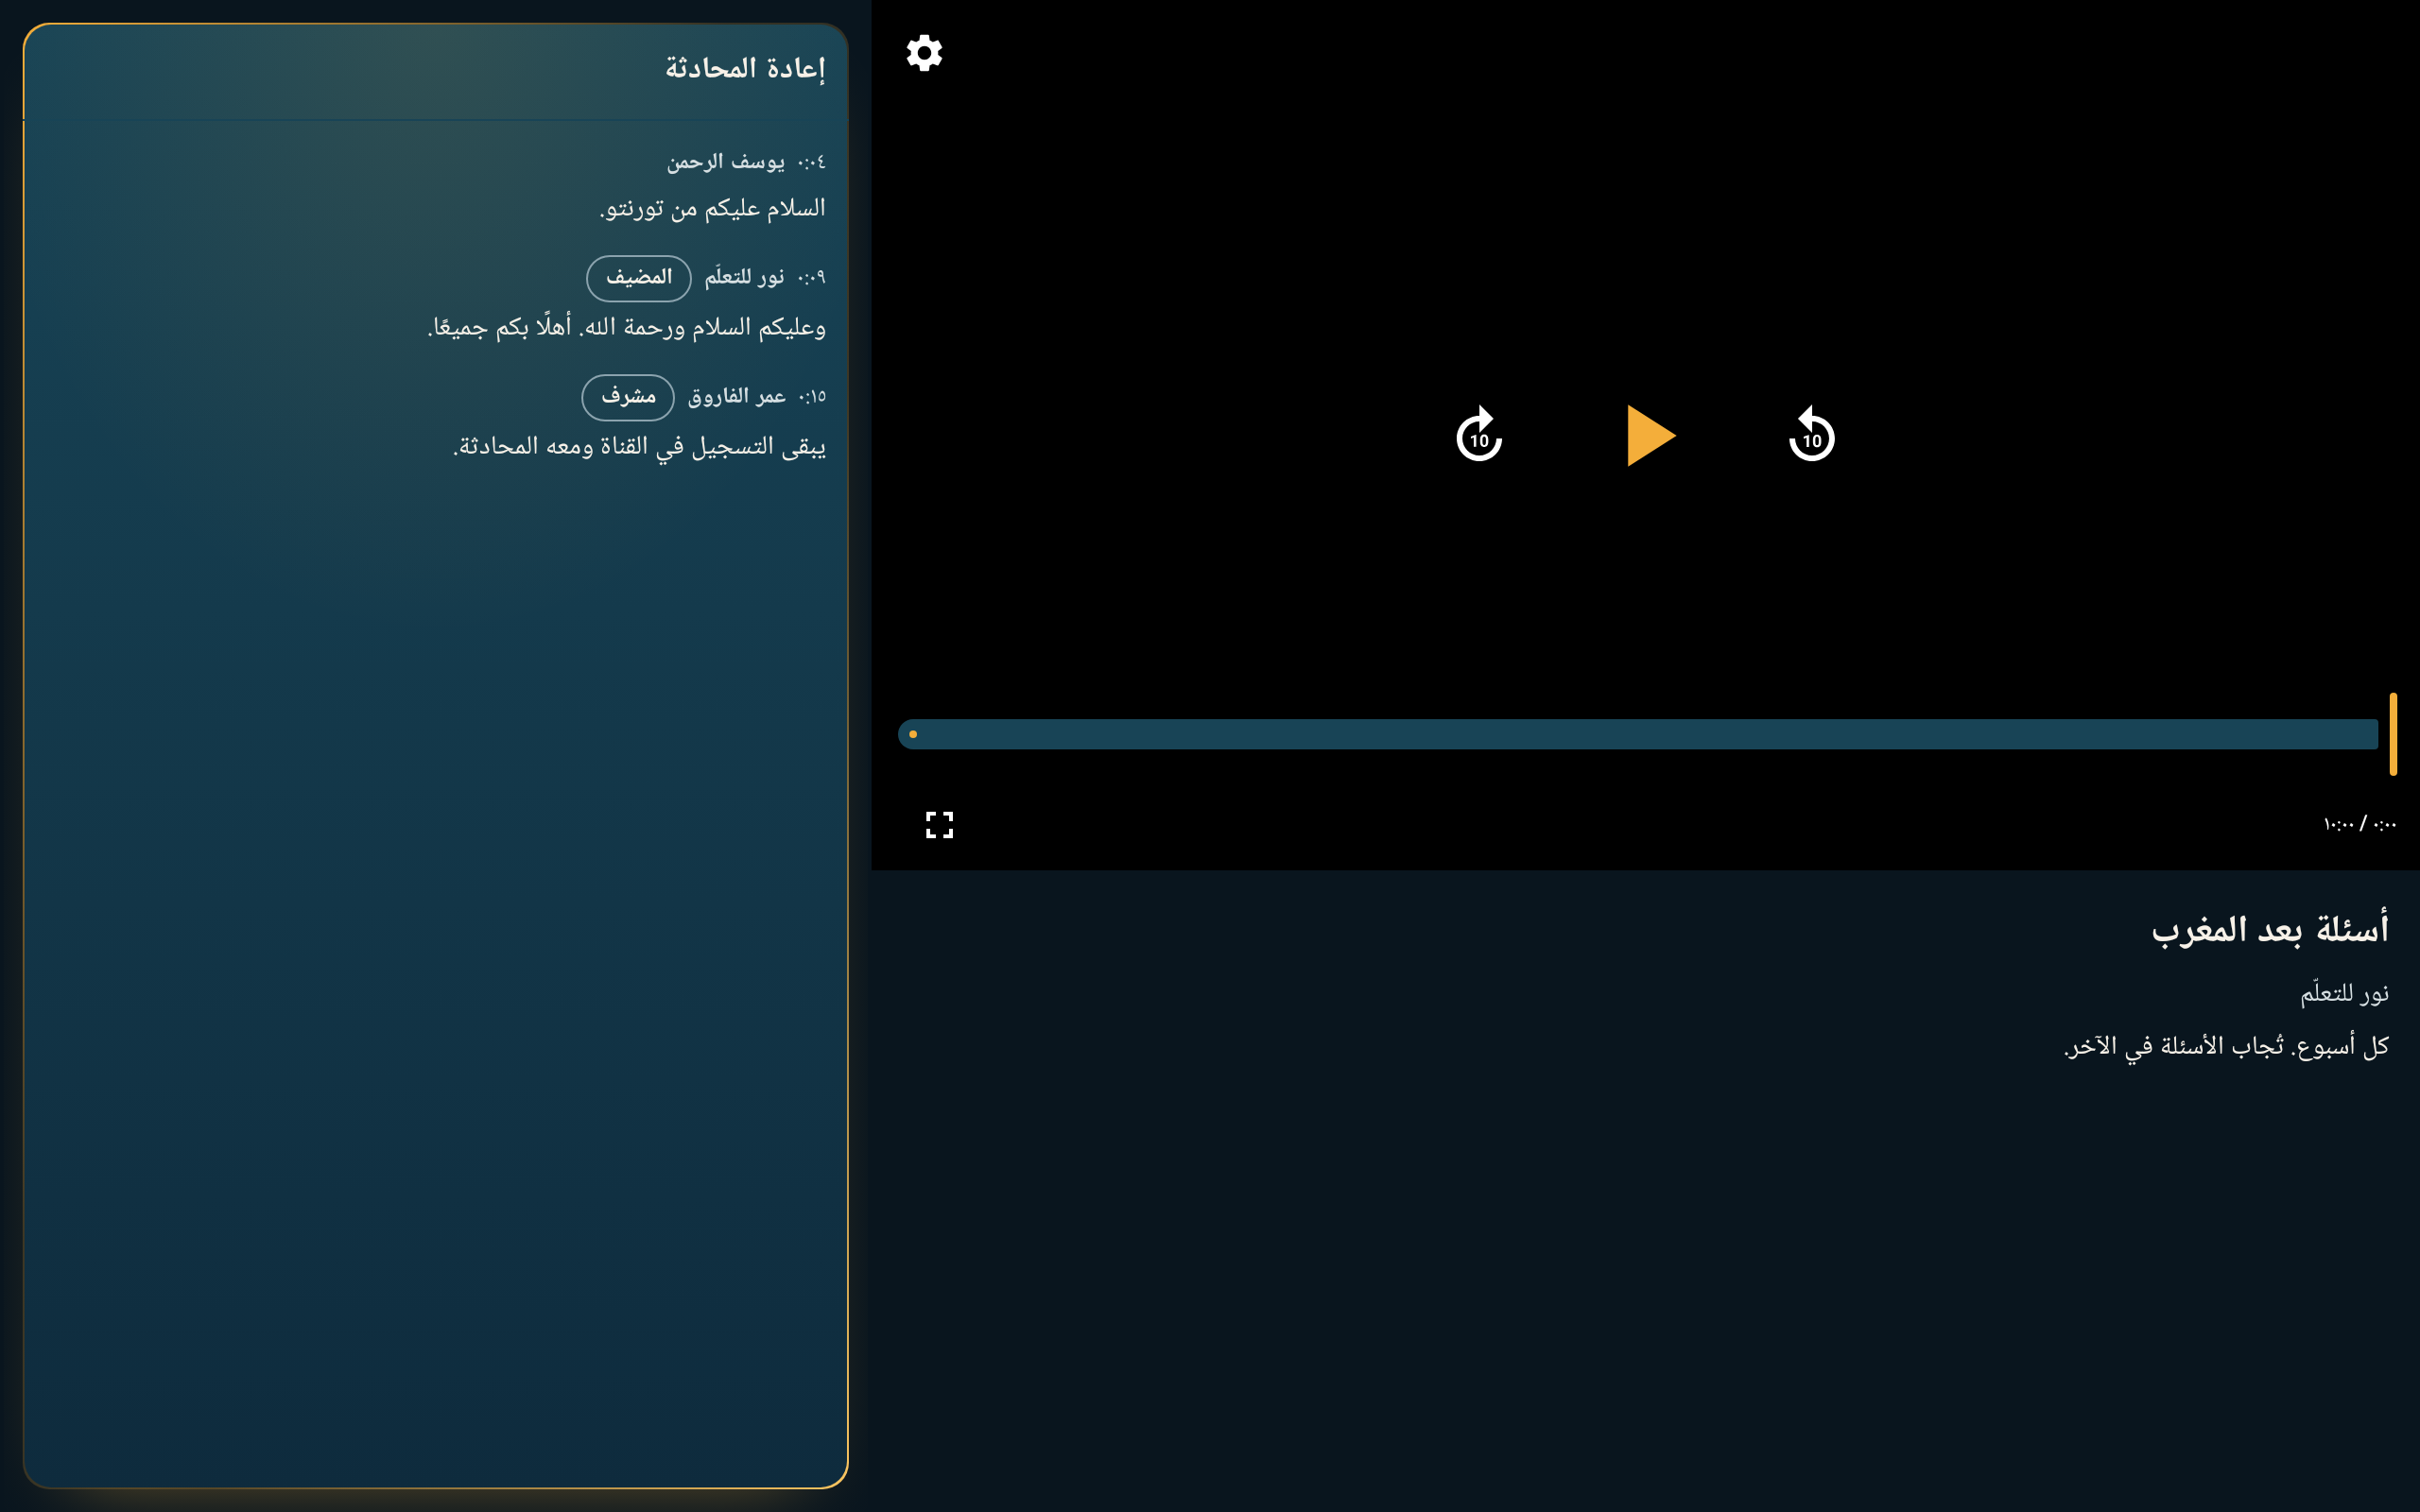 إعادة المحادثة
٠:٠٤ يوسف الرحمن
السلام عليكم من تورنتو.
٠:٠٩ نور للتعلّم المضيف
وعليكم السلام ورحمة الله. أهلًا بكم جميعًا.
٠:١٥ عمر الفاروق مشرف
يبقى التسجيل في القناة ومعه المحادثة.
10
10
٠:٠٠ / ١٠:٠٠
أسئلة بعد المغرب
نور للتعلّم
كل أسبوع. تُجاب الأسئلة في الآخر.